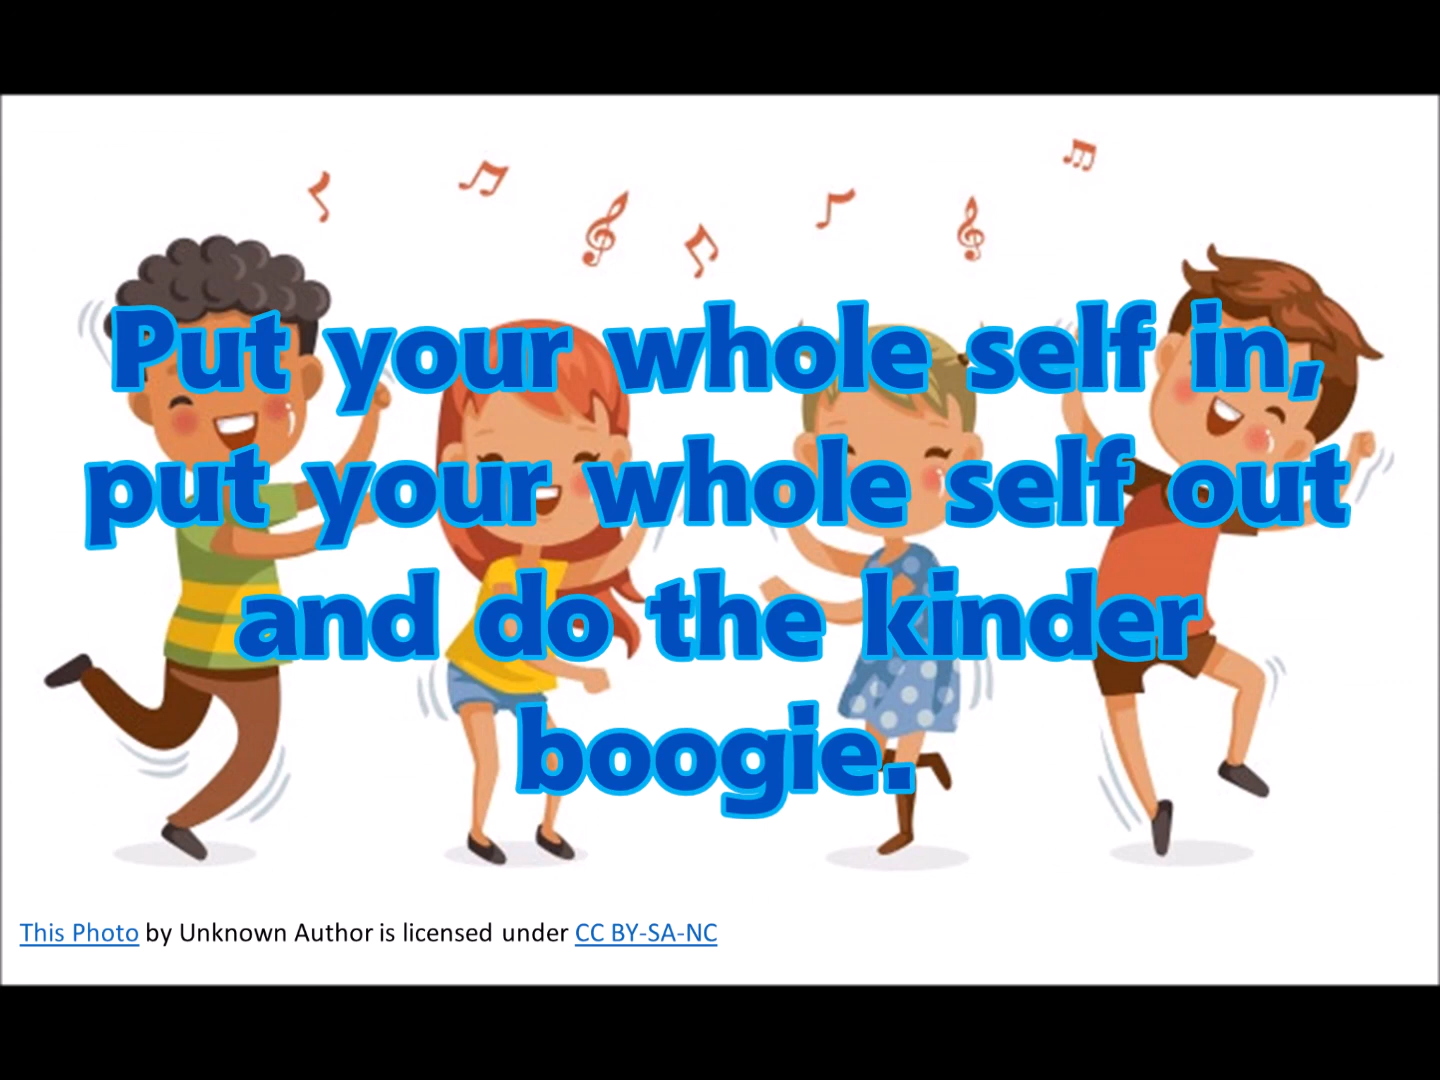 Put your whole self in,
put your whole self out
and do the kinder
boogie.
This Photo by Unknown Author is licensed under CC BY-SA-NC